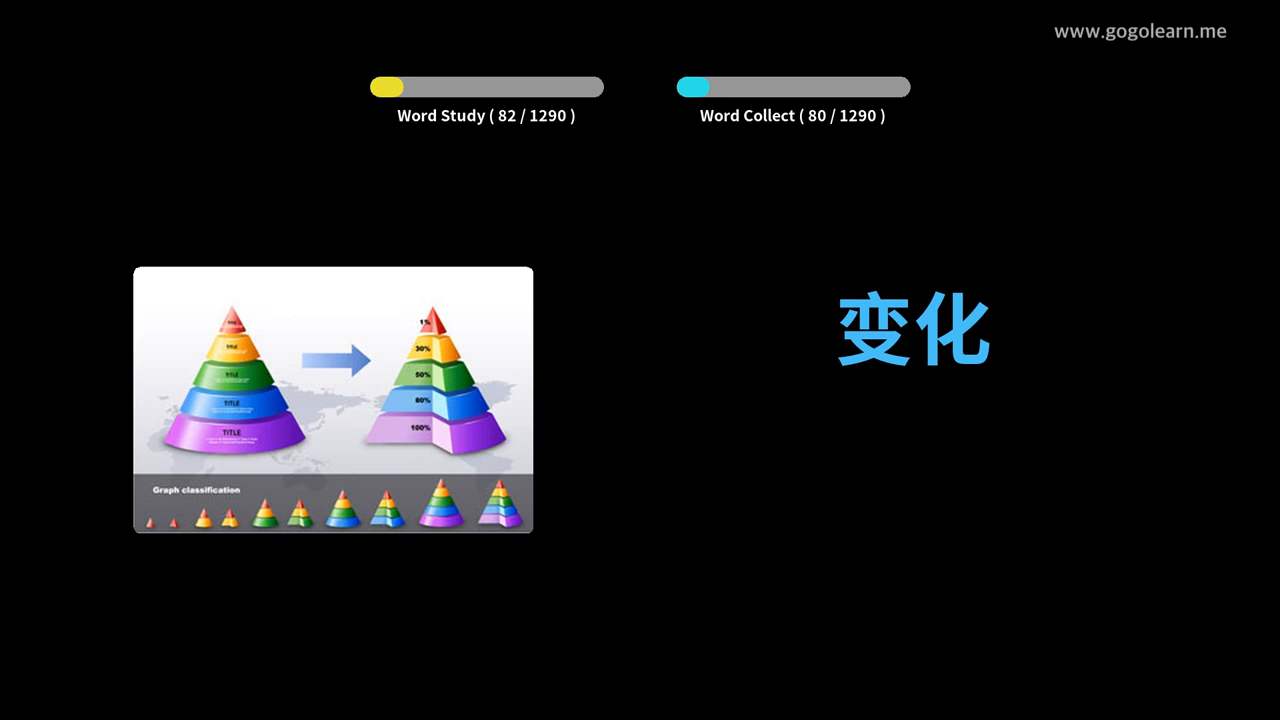 www.gogolearn.me
Word Study ( 82 / 1290 )
Word Collect ( 80 / 1290 )
变化
TITLE
TITLE
TITLE
TITLE
1%
30%
50%
80%
100%
Graph classification